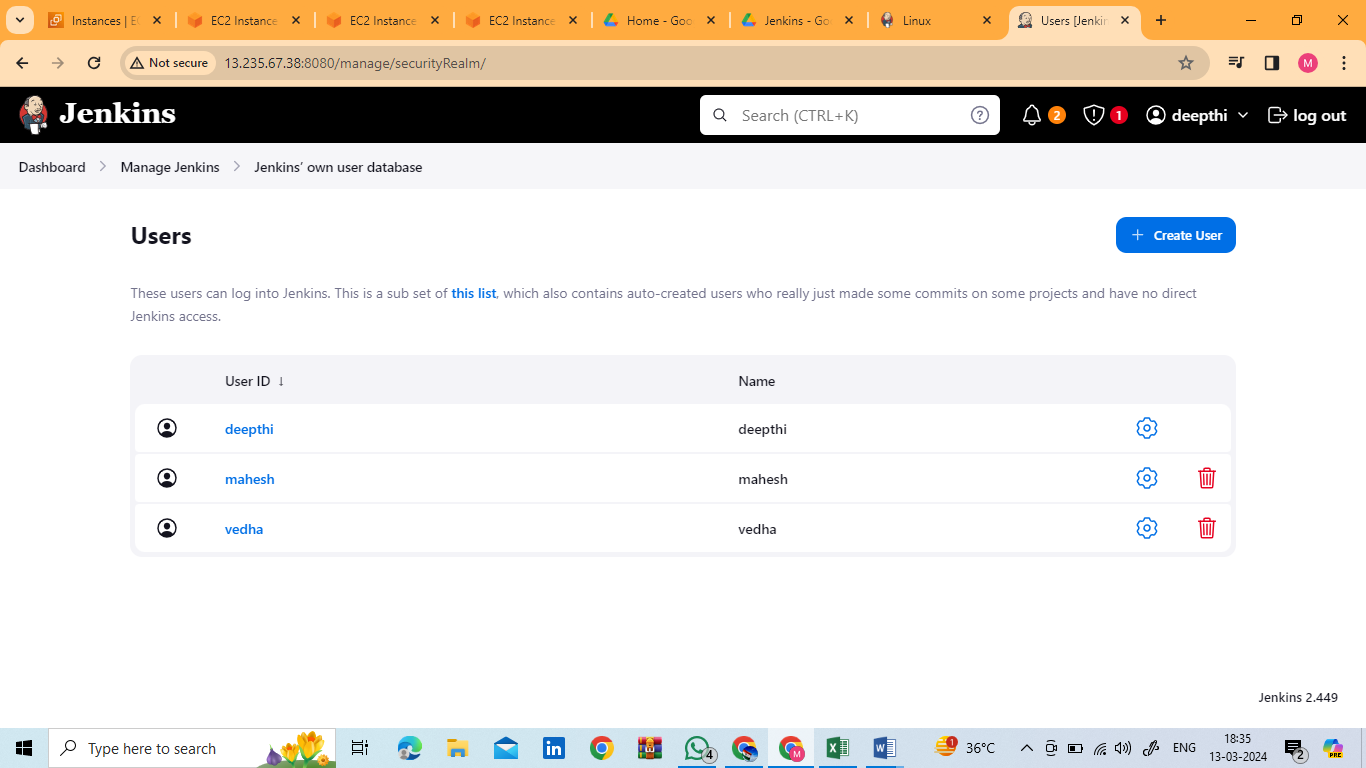 Instances | E
EC2 Instance
EC2 Instance
EC2 Instance
Home - Goo
Jenkins - Go
Linux
Users [Jenkin
Not secure
13.235.67.38:8080/manage/securityRealm/
M
Jenkins
Search (CTRL+K)
2
1
deepthi
log out
Dashboard
Manage Jenkins
Jenkins’ own user database
Users
+ Create User
These users can log into Jenkins. This is a sub set of this list, which also contains auto-created users who really just made some commits on some projects and have no direct
Jenkins access.
User ID ↓
Name
deepthi
deepthi
mahesh
mahesh
vedha
vedha
Jenkins 2.449
Type here to search
4
M
1
36°C
ENG
18:35
13-03-2024
2
PRE